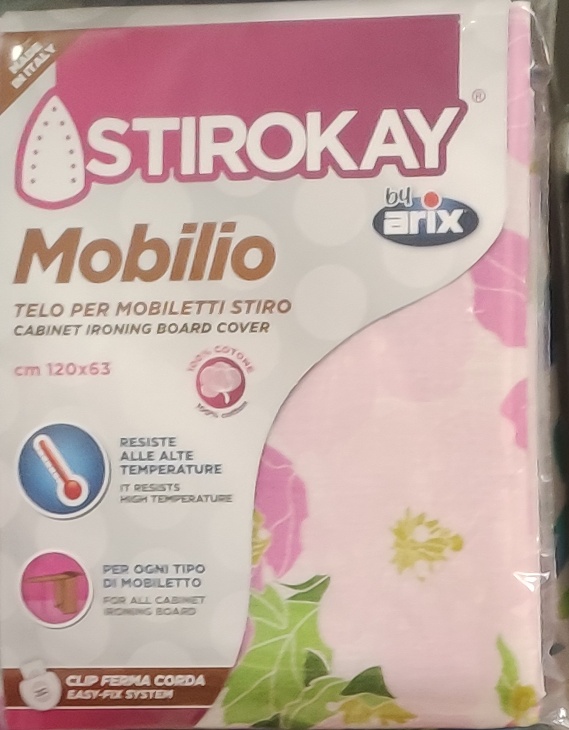 MADE
IN ITALY
STIROKAY®
by
arix
Mobilio
TELO PER MOBILETTI STIRO
CABINET IRONING BOARD COVER
cm 120x63
100% COTONE
100% cotton
RESISTE
ALLE ALTE
TEMPERATURE
IT RESISTS
HIGH TEMPERATURE
PER OGNI TIPO
DI MOBILETTO
FOR ALL CABINET
IRONING BOARD
CLIP FERMA CORDA
EASY-FIX SYSTEM